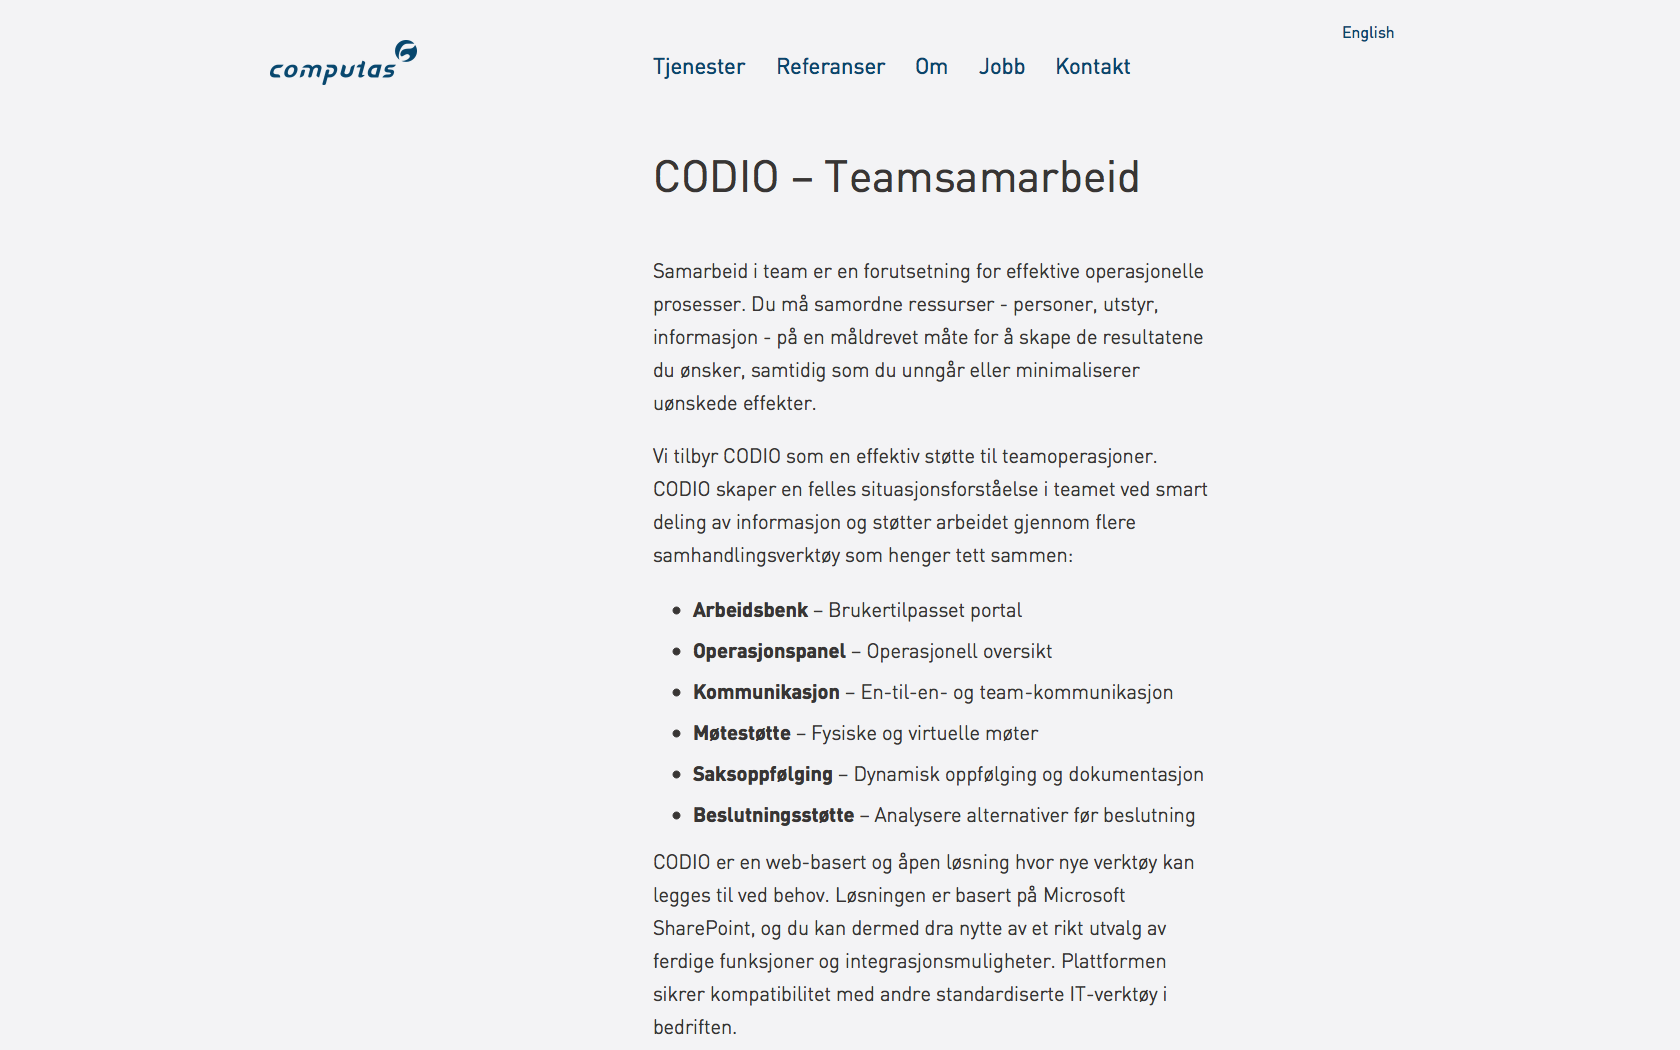 English
computas
Tjenester Referanser Om Jobb Kontakt
CODIO – Teamsamarbeid
Samarbeid i team er en forutsetning for effektive operasjonelle
prosesser. Du må samordne ressurser - personer, utstyr,
informasjon - på en måldrevet måte for å skape de resultatene
du ønsker, samtidig som du unngår eller minimaliserer
uønskede effekter.
Vi tilbyr CODIO som en effektiv støtte til teamoperasjoner.
CODIO skaper en felles situasjonsforståelse i teamet ved smart
deling av informasjon og støtter arbeidet gjennom flere
samhandlingsverktøy som henger tett sammen:
• Arbeidsbenk – Brukertilpasset portal
• Operasjonspanel – Operasjonell oversikt
• Kommunikasjon – En-til-en- og team-kommunikasjon
• Møtestøtte – Fysiske og virtuelle møter
• Saksoppfølging – Dynamisk oppfølging og dokumentasjon
• Beslutningsstøtte – Analysere alternativer før beslutning
CODIO er en web-basert og åpen løsning hvor nye verktøy kan
legges til ved behov. Løsningen er basert på Microsoft
SharePoint, og du kan dermed dra nytte av et rikt utvalg av
ferdige funksjoner og integrasjonsmuligheter. Plattformen
sikrer kompatibilitet med andre standardiserte IT-verktøy i
bedriften.